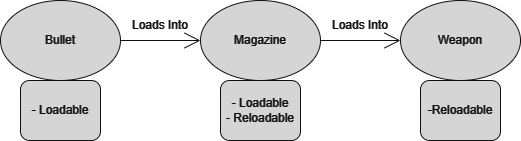 Bullet
Loads Into
Magazine
Loads Into
Weapon
- Loadable
- Loadable
- Reloadable
-Reloadable